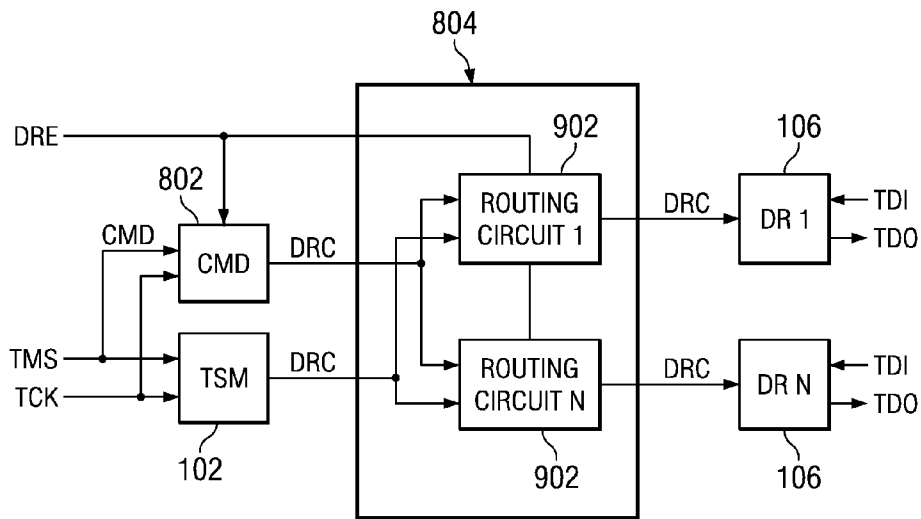 804
DRE
802
902
106
CMD
CMD
DRC
ROUTING
CIRCUIT 1
DRC
DR 1
TDI
TDO
TMS
TCK
TSM
DRC
ROUTING
CIRCUIT N
DRC
DR N
TDI
TDO
102
902
106